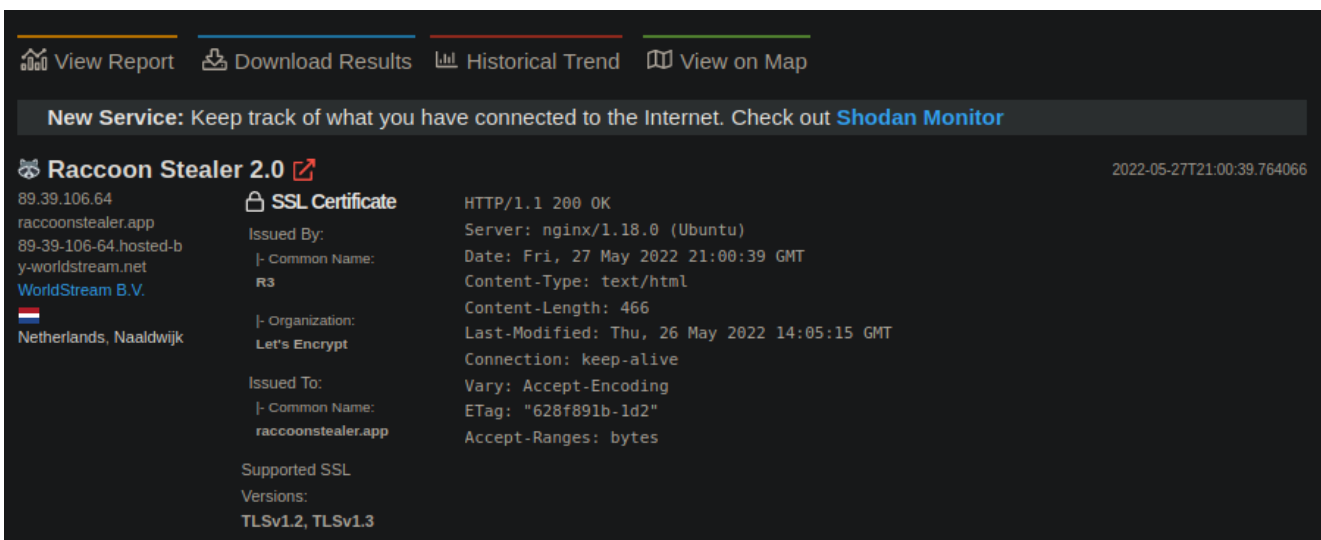 View Report Download Results Historical Trend View on Map
New Service: Keep track of what you have connected to the Internet. Check out Shodan Monitor
Raccoon Stealer 2.0
2022-05-27T21:00:39.764066
89.39.106.64
raccoonstealer.app
89-39-106-64.hosted-b
y-worldstream.net
WorldStream B.V.
Netherlands, Naaldwijk
SSL Certificate
Issued By:
|- Common Name:
R3
|- Organization:
Let's Encrypt
Issued To:
|- Common Name:
raccoonstealer.app
Supported SSL
Versions:
TLSv1.2, TLSv1.3
HTTP/1.1 200 OK
Server: nginx/1.18.0 (Ubuntu)
Date: Fri, 27 May 2022 21:00:39 GMT
Content-Type: text/html
Content-Length: 466
Last-Modified: Thu, 26 May 2022 14:05:15 GMT
Connection: keep-alive
Vary: Accept-Encoding
ETag: "628f891b-1d2"
Accept-Ranges: bytes